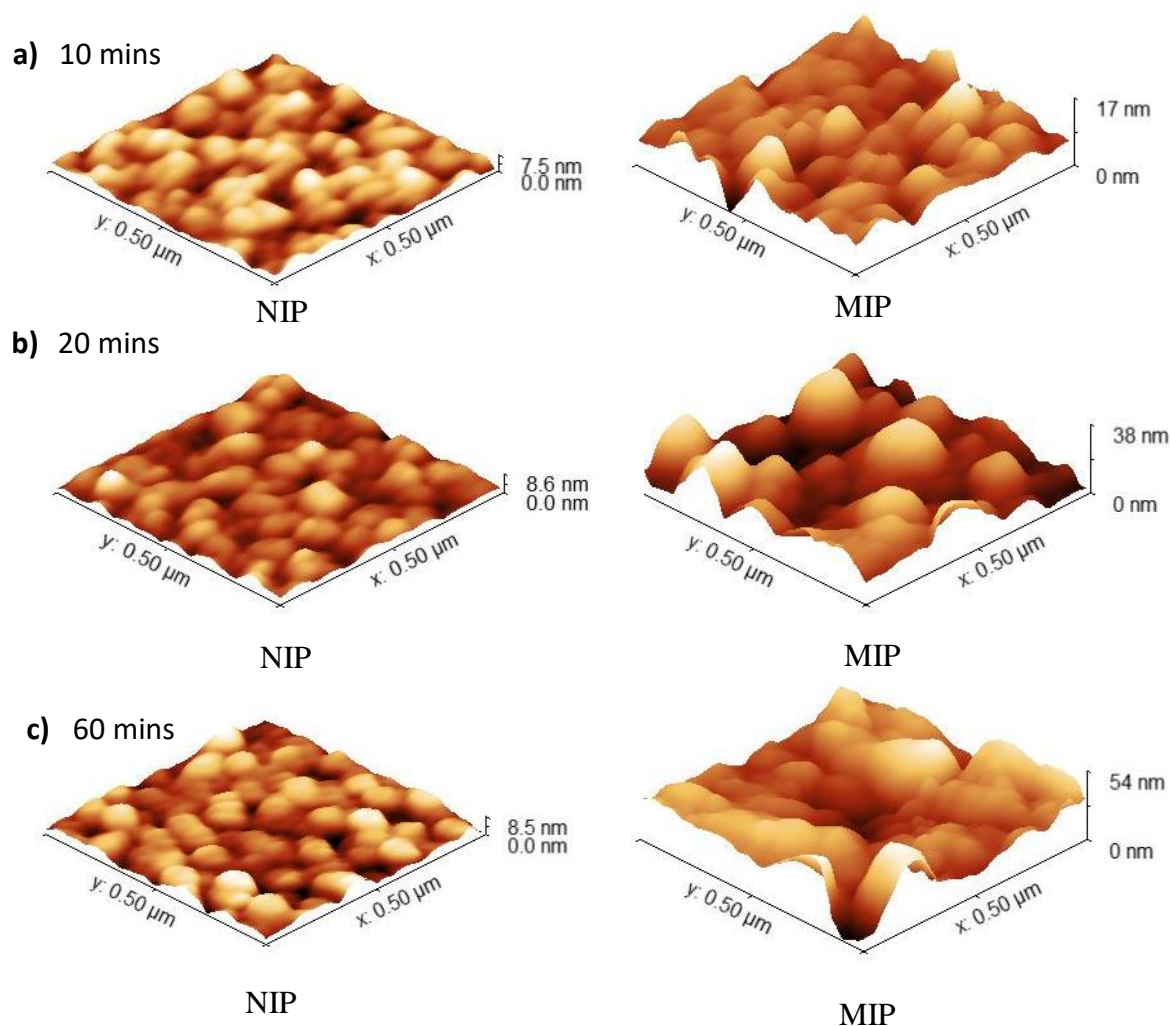 a) 10 mins
7.5 nm
0.0 nm
y: 0.50 µm
x: 0.50 µm
NIP
17 nm
0 nm
y: 0.50 µm
x: 0.50 µm
MIP
b) 20 mins
8.6 nm
0.0 nm
y: 0.50 µm
x: 0.50 µm
NIP
38 nm
0 nm
y: 0.50 µm
x: 0.50 µm
MIP
c) 60 mins
8.5 nm
0.0 nm
y: 0.50 µm
x: 0.50 µm
NIP
54 nm
0 nm
y: 0.50 µm
x: 0.50 µm
MIP